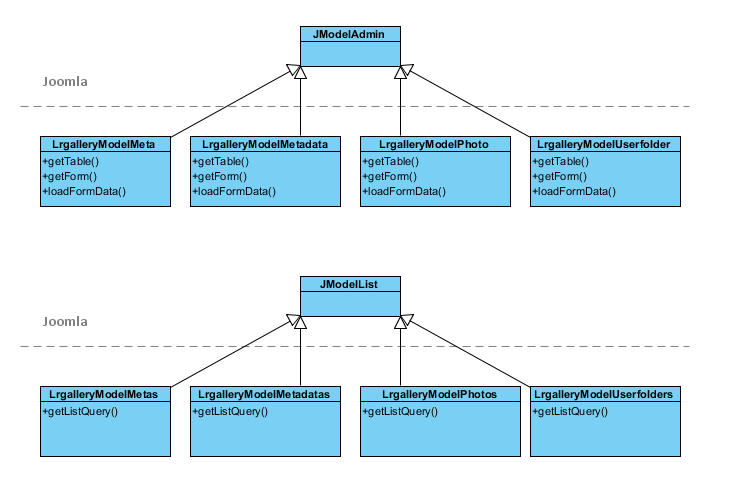 JModelAdmin
Joomla
LrgalleryModelMeta
+getTable()
+getForm()
+loadFormData()
LrgalleryModelMetadata
+getTable()
+getForm()
+loadFormData()
LrgalleryModelPhoto
+getTable()
+getForm()
+loadFormData()
LrgalleryModelUserfolder
+getTable()
+getForm()
+loadFormData()
JModelList
Joomla
LrgalleryModelMetas
+getListQuery()
LrgalleryModelMetadatas
+getListQuery()
LrgalleryModelPhotos
+getListQuery()
LrgalleryModelUserfolders
+getListQuery()